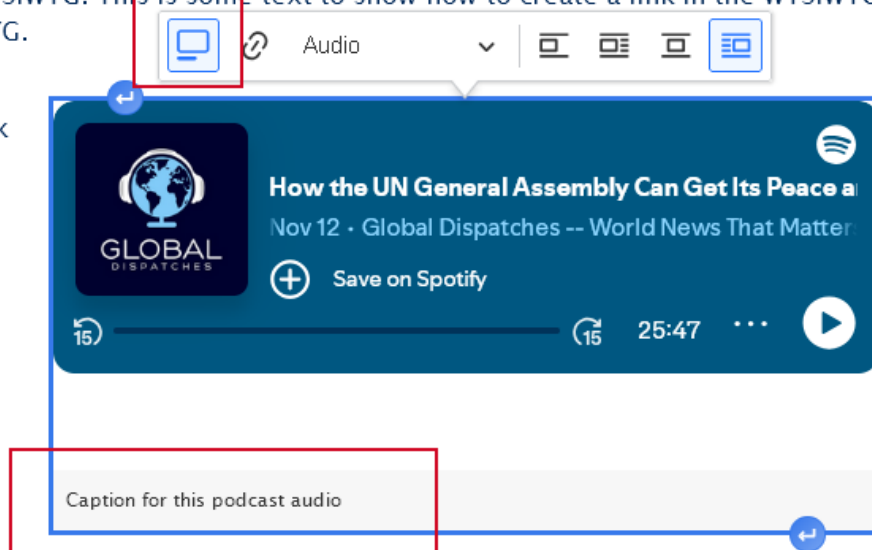 This is some text to show how to create a link in the WYSIWYG
G.
Audio
k
How the UN General Assembly Can Get Its Peace a
Nov 12 · Global Dispatches -- World News That Matter
GLOBAL
DISPATCHES
Save on Spotify
15
15
25:47
Caption for this podcast audio